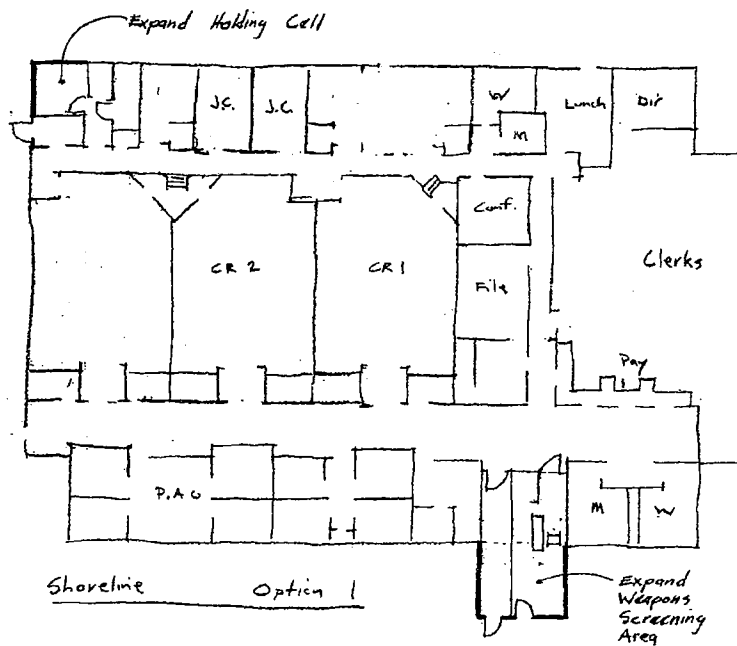 Expand Holding Cell
J.C.
J.C.
W
M
Lunch
Dir
Conf.
CR 2
CR 1
File
Clerks
Pay
P.A.O
M
W
Shoreline Option 1
Expand
Weapons
Screening
Area